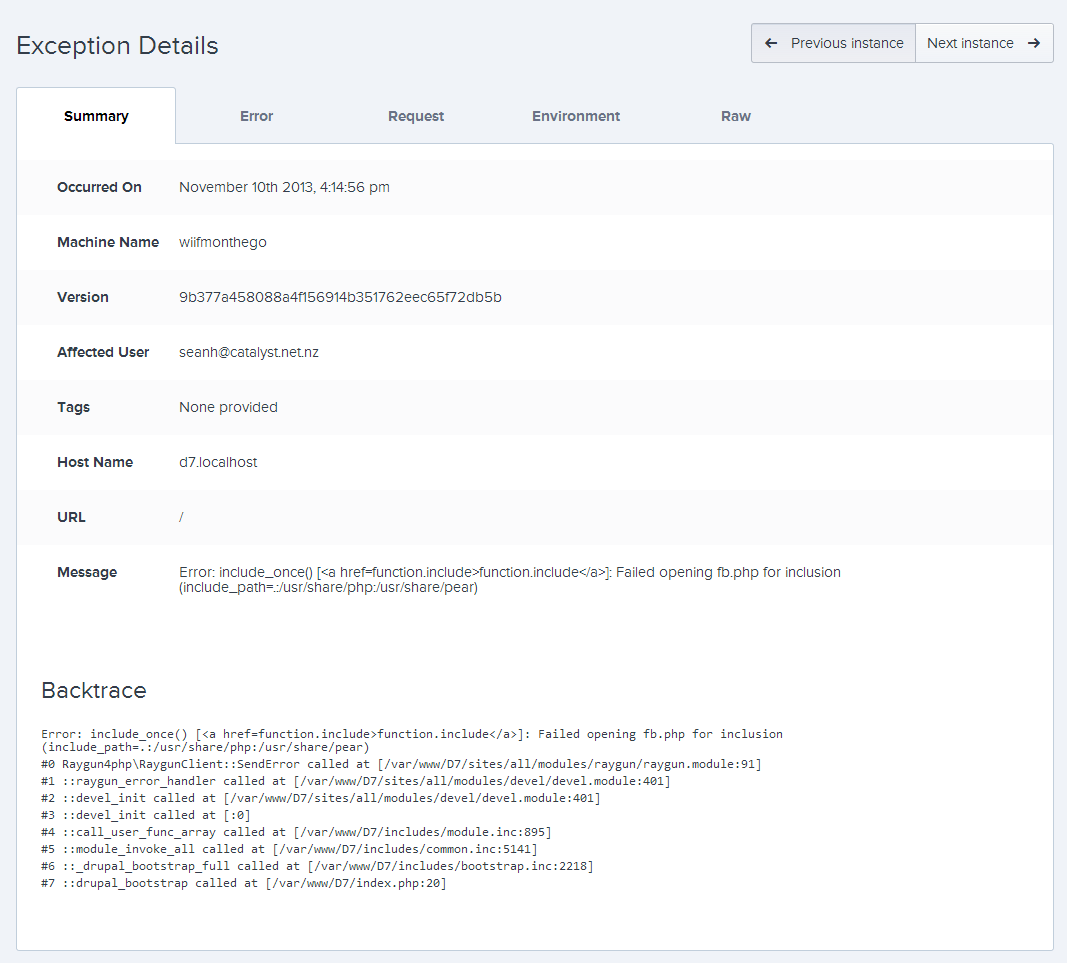 Exception Details
← Previous instance
Next instance →
Summary
Error
Request
Environment
Raw
Occurred On November 10th 2013, 4:14:56 pm
Machine Name wiifmonthego
Version 9b377a458088a4f156914b351762eec65f72db5b
Affected User seanh@catalyst.net.nz
Tags None provided
Host Name d7.localhost
URL /
Message Error: include_once() [<a href=function.include>function.include</a>]: Failed opening fb.php for inclusion
(include_path=.:/usr/share/php:/usr/share/pear)
Backtrace
Error: include_once() [<a href=function.include>function.include</a>]: Failed opening fb.php for inclusion
(include_path=.:/usr/share/php:/usr/share/pear)
#0 Raygun4php\RaygunClient::SendError called at [/var/www/D7/sites/all/modules/raygun/raygun.module:91]
#1 ::raygun_error_handler called at [/var/www/D7/sites/all/modules/devel/devel.module:401]
#2 ::devel_init called at [/var/www/D7/sites/all/modules/devel/devel.module:401]
#3 ::devel_init called at [:0]
#4 ::call_user_func_array called at [/var/www/D7/includes/module.inc:895]
#5 ::module_invoke_all called at [/var/www/D7/includes/common.inc:5141]
#6 ::_drupal_bootstrap_full called at [/var/www/D7/includes/bootstrap.inc:2218]
#7 ::drupal_bootstrap called at [/var/www/D7/index.php:20]